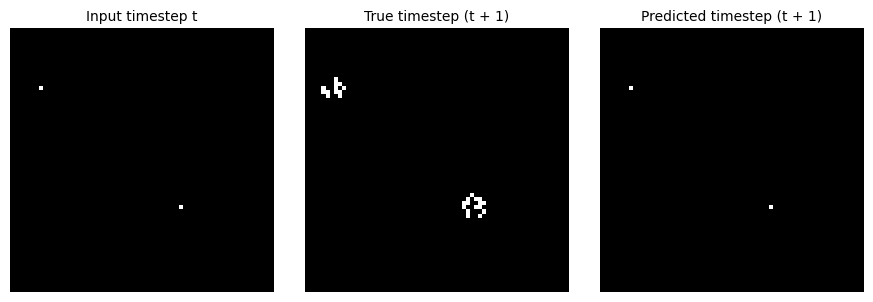 Input timestep t
True timestep (t + 1)
Predicted timestep (t + 1)